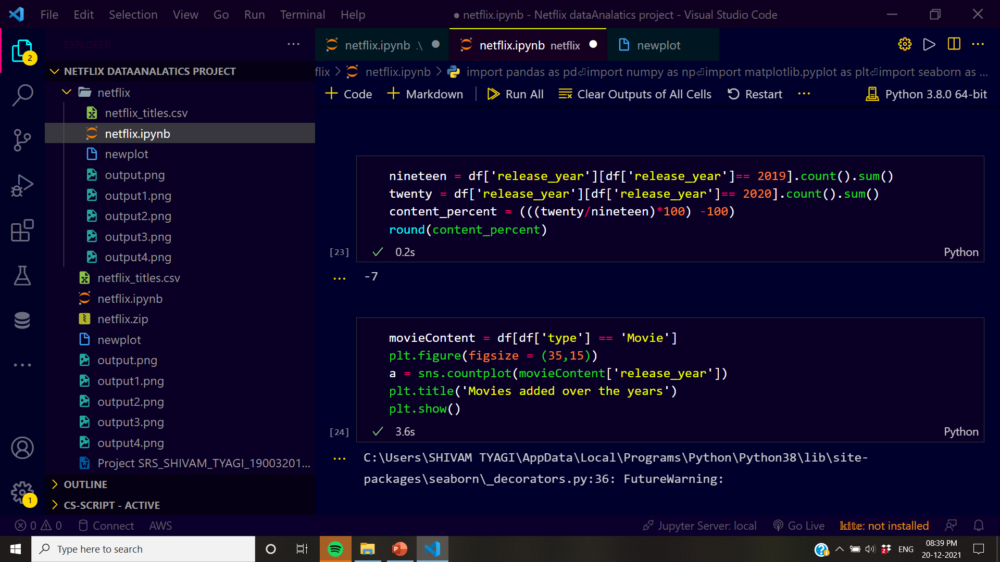 File Edit Selection View Go Run Terminal Help
● netflix.ipynb - Netflix dataAnalatics project - Visual Studio Code
EXPLORER
NETFLIX DATAANALATICS PROJECT
netflix
netflix_titles.csv
netflix.ipynb
newplot
output.png
output1.png
output2.png
output3.png
output4.png
netflix_titles.csv
netflix.ipynb
netflix.zip
newplot
output.png
output1.png
output2.png
output3.png
output4.png
Project SRS_SHIVAM_TYAGI_19003201...
OUTLINE
CS-SCRIPT - ACTIVE
2
1
netflix.ipynb .\
netflix.ipynb netflix
newplot
flix > netflix.ipynb > import pandas as pd⏎import numpy as np⏎import matplotlib.pyplot as plt⏎import seaborn as ...
+ Code + Markdown | Run All Clear Outputs of All Cells Restart ... Python 3.8.0 64-bit
nineteen = df['release_year'][df['release_year']== 2019].count().sum()
twenty = df['release_year'][df['release_year']== 2020].count().sum()
content_percent = (((twenty/nineteen)*100) -100)
round(content_percent)
[23] ✓ 0.2s Python
... -7
movieContent = df[df['type'] == 'Movie']
plt.figure(figsize = (35,15))
a = sns.countplot(movieContent['release_year'])
plt.title('Movies added over the years')
plt.show()
[24] ✓ 3.6s Python
... C:\Users\SHIVAM TYAGI\AppData\Local\Programs\Python\Python38\lib\site-
packages\seaborn\_decorators.py:36: FutureWarning:
0 0 Connect AWS
Jupyter Server: local Go Live kite: not installed
Type here to search
ENG
08:39 PM
20-12-2021